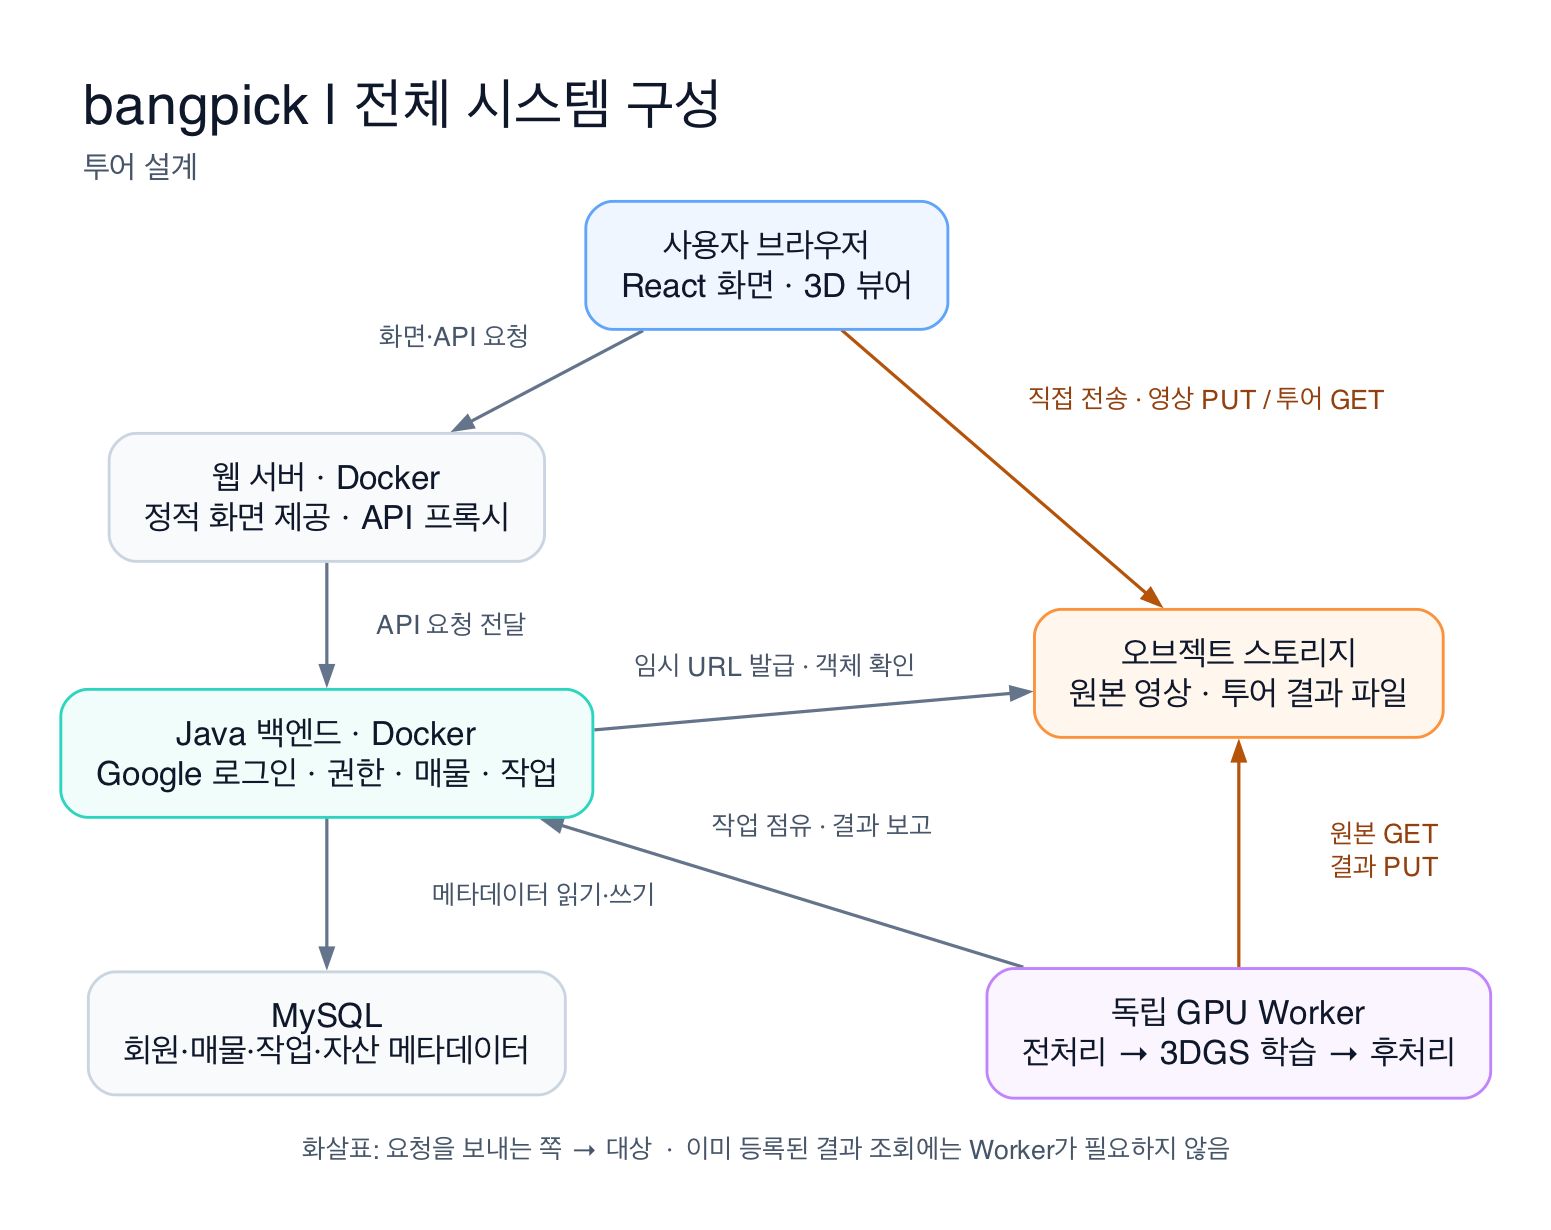 bangpick | 전체 시스템 구성
투어 설계
사용자 브라우저
React 화면 · 3D 뷰어
화면·API 요청
직접 전송 · 영상 PUT / 투어 GET
웹 서버 · Docker
정적 화면 제공 · API 프록시
API 요청 전달
임시 URL 발급 · 객체 확인
오브젝트 스토리지
원본 영상 · 투어 결과 파일
Java 백엔드 · Docker
Google 로그인 · 권한 · 매물 · 작업
작업 점유 · 결과 보고
원본 GET
결과 PUT
메타데이터 읽기·쓰기
MySQL
회원·매물·작업·자산 메타데이터
독립 GPU Worker
전처리 → 3DGS 학습 → 후처리
화살표: 요청을 보내는 쪽 → 대상 · 이미 등록된 결과 조회에는 Worker가 필요하지 않음